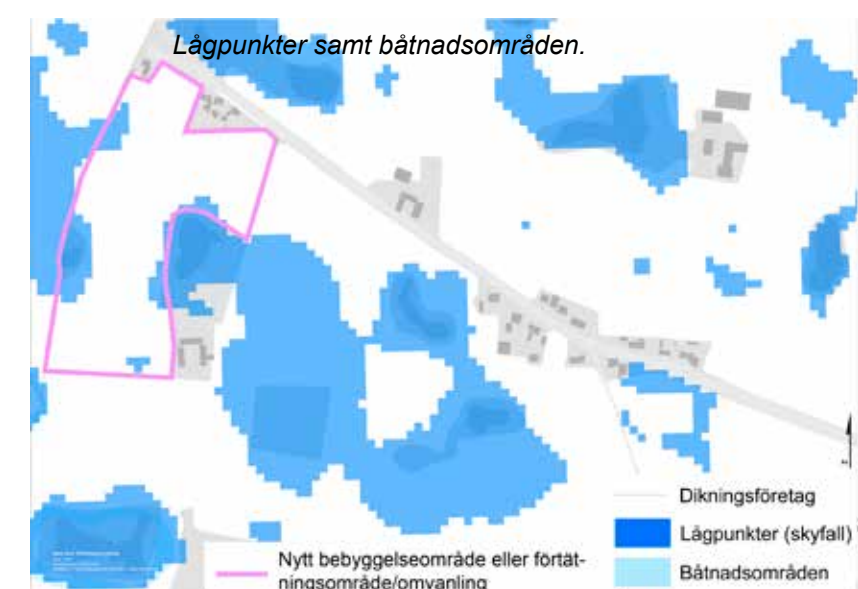 Lågpunkter samt båtnadsområden.
Dikningsföretag
Lågpunkter (skyfall)
Båtnadsområden
Nytt bebyggelseområde eller förtät-
ningsområde/omvanling